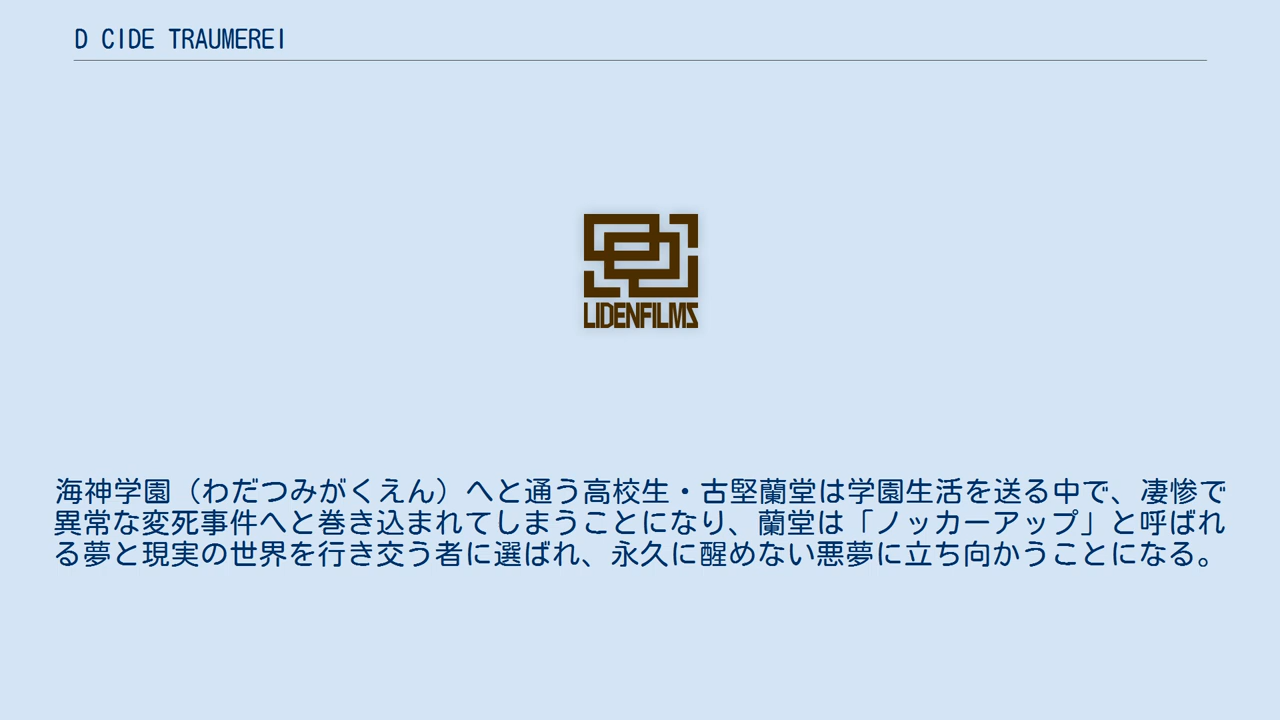 D CIDE TRAUMEREI
LIDENFILMS
海神学園（わだつみがくえん）へと通う高校生・古堅蘭堂は学園生活を送る中で、凄惨で
異常な変死事件へと巻き込まれてしまうことになり、蘭堂は「ノッカーアップ」と呼ばれ
る夢と現実の世界を行き交う者に選ばれ、永久に醒めない悪夢に立ち向かうことになる。